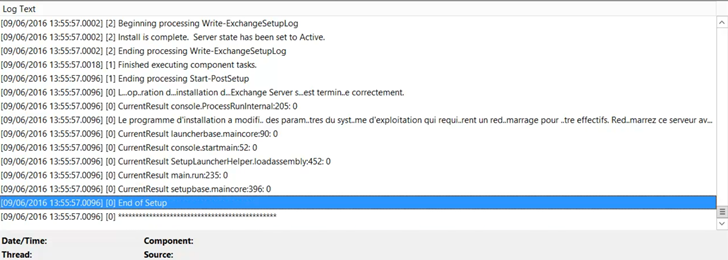 Log Text
[09/06/2016 13:55:57.0002] [2] Beginning processing Write-ExchangeSetupLog
[09/06/2016 13:55:57.0002] [2] Install is complete.  Server state has been set to Active.
[09/06/2016 13:55:57.0002] [2] Ending processing Write-ExchangeSetupLog
[09/06/2016 13:55:57.0018] [1] Finished executing component tasks.
[09/06/2016 13:55:57.0096] [1] Ending processing Start-PostSetup
[09/06/2016 13:55:57.0096] [0] L...op..ration d...installation d...Exchange Server s...est termin..e correctement.
[09/06/2016 13:55:57.0096] [0] CurrentResult console.ProcessRunInternal:205: 0
[09/06/2016 13:55:57.0096] [0] Le programme d'installation a modifi.. des param..tres du syst..me d'exploitation qui requi..rent un red..marrage pour ..tre effectifs. Red..marrez ce serveur av...
[09/06/2016 13:55:57.0096] [0] CurrentResult launcherbase.maincore:90: 0
[09/06/2016 13:55:57.0096] [0] CurrentResult console.startmain:52: 0
[09/06/2016 13:55:57.0096] [0] CurrentResult SetupLauncherHelper.loadassembly:452: 0
[09/06/2016 13:55:57.0096] [0] CurrentResult main.run:235: 0
[09/06/2016 13:55:57.0096] [0] CurrentResult setupbase.maincore:396: 0
[09/06/2016 13:55:57.0096] [0] End of Setup
[09/06/2016 13:55:57.0096] [0] **********************************************
Date/Time: Component:
Thread: Source: